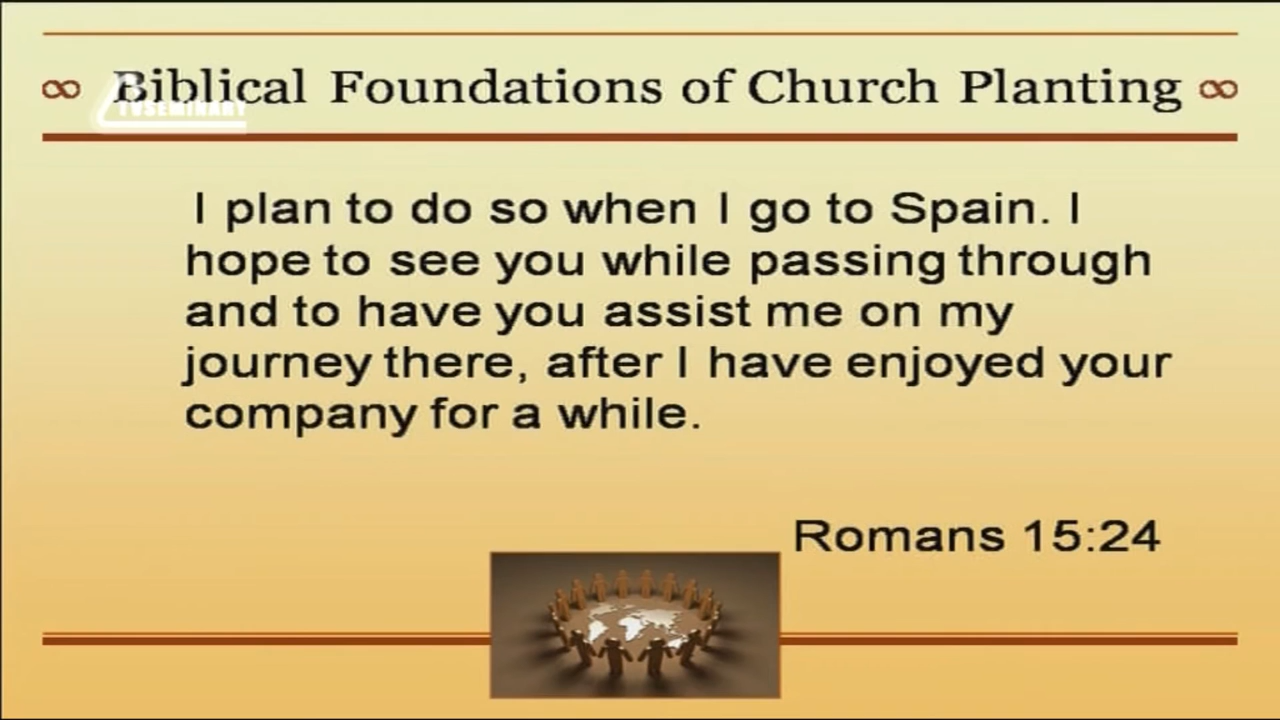 ∞ Biblical Foundations of Church Planting ∞
TVSEMINARY
I plan to do so when I go to Spain. I
hope to see you while passing through
and to have you assist me on my
journey there, after I have enjoyed your
company for a while.
Romans 15:24